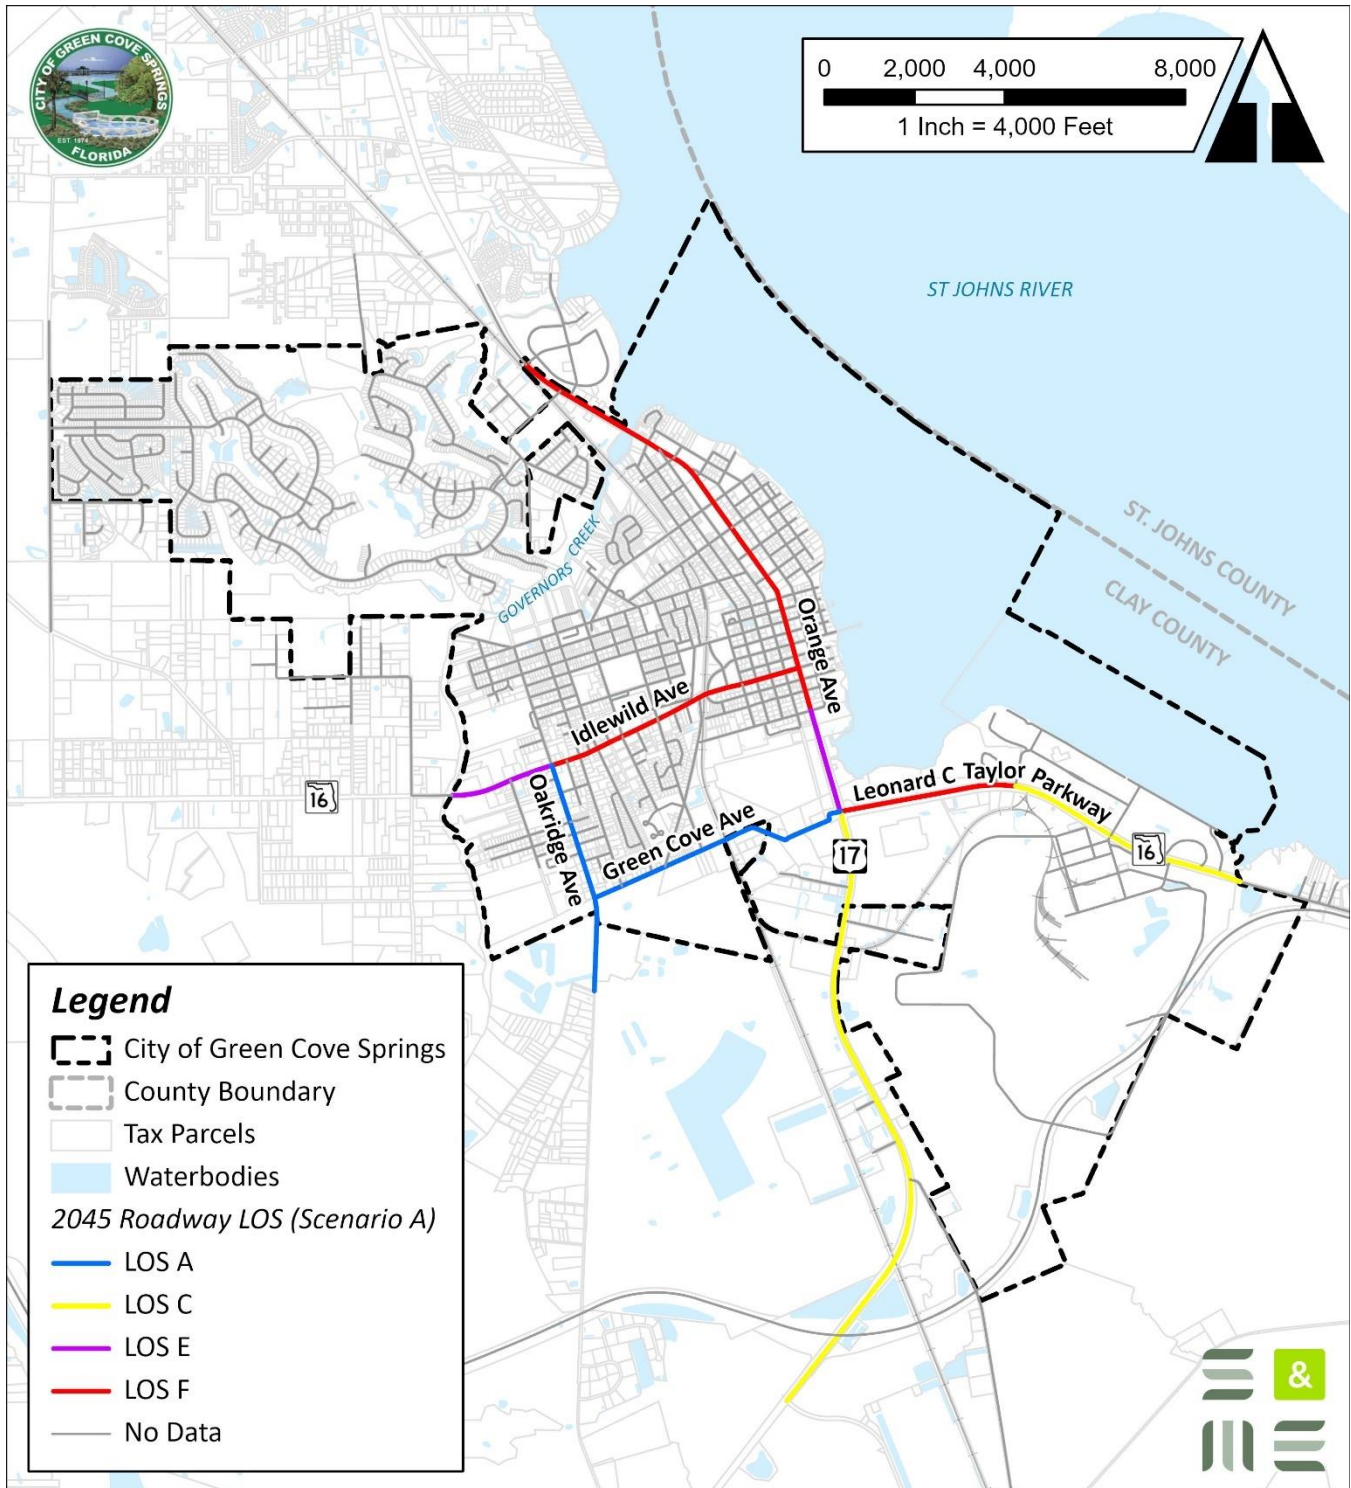 CITY OF GREEN COVE SPRINGS
EST. 1874
FLORIDA
0 2,000 4,000 8,000
1 Inch = 4,000 Feet
ST JOHNS RIVER
ST. JOHNS COUNTY
CLAY COUNTY
GOVERNORS CREEK
Orange Ave
Idlewild Ave
Oakridge Ave
Green Cove Ave
Leonard C Taylor Parkway
16
17
16
Legend
City of Green Cove Springs
County Boundary
Tax Parcels
Waterbodies
2045 Roadway LOS (Scenario A)
LOS A
LOS C
LOS E
LOS F
No Data
S &
M E